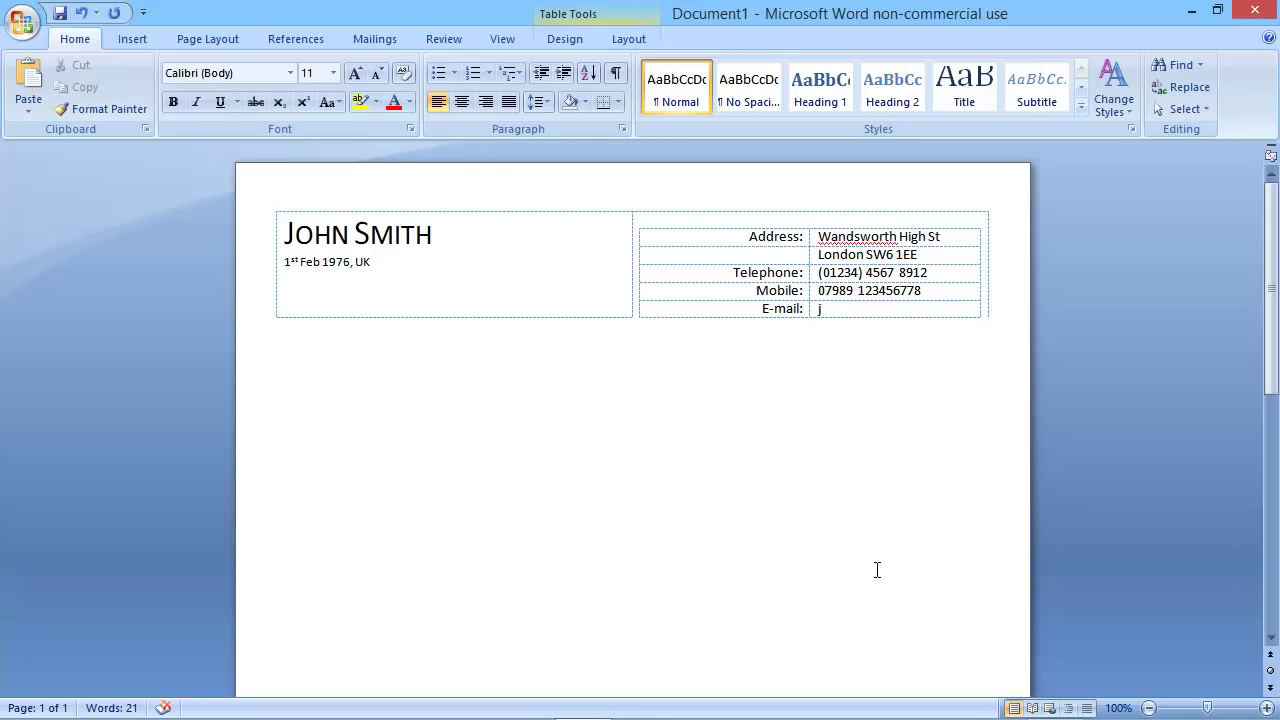 Table Tools
Document1 - Microsoft Word non-commercial use
Home Insert Page Layout References Mailings Review View Design Layout
Paste
Cut
Copy
Format Painter
Clipboard
Calibri (Body) 11
Font
Paragraph
AaBbCcDc AaBbCcDc AaBbCc AaBbCc AaB AaBbCc.
¶ Normal ¶ No Spaci... Heading 1 Heading 2 Title Subtitle
Change Styles
Styles
Find
Replace
Select
Editing
JOHN SMITH
1st Feb 1976, UK
Address: Wandsworth High St
London SW6 1EE
Telephone: (01234) 4567 8912
Mobile: 07989 123456778
E-mail: j
Page: 1 of 1 Words: 21 100%